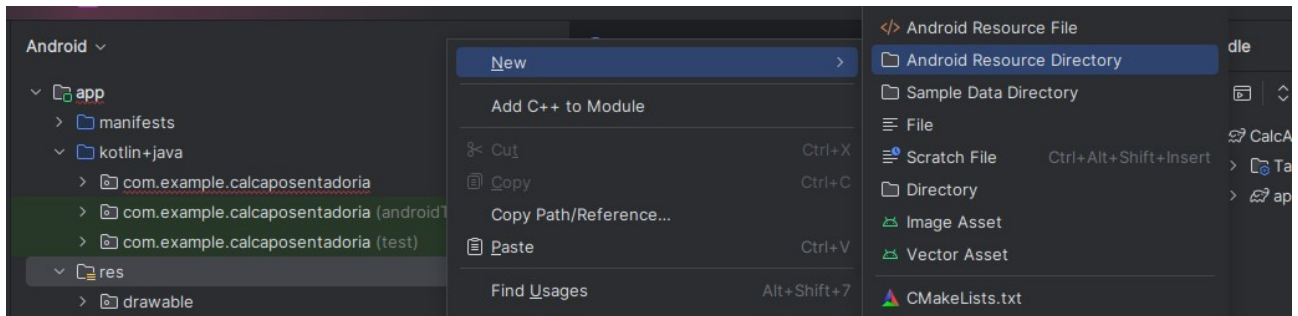 Android
app
manifests
kotlin+java
com.example.calcaposentadoria
com.example.calcaposentadoria (androidT
com.example.calcaposentadoria (test)
res
drawable
New
Add C++ to Module
Cut Ctrl+X
Copy Ctrl+C
Copy Path/Reference...
Paste Ctrl+V
Find Usages Alt+Shift+7
</> Android Resource File
Android Resource Directory
Sample Data Directory
File
Scratch File Ctrl+Alt+Shift+Insert
Directory
Image Asset
Vector Asset
CMakeLists.txt
dle
CalcA
Ta
ap